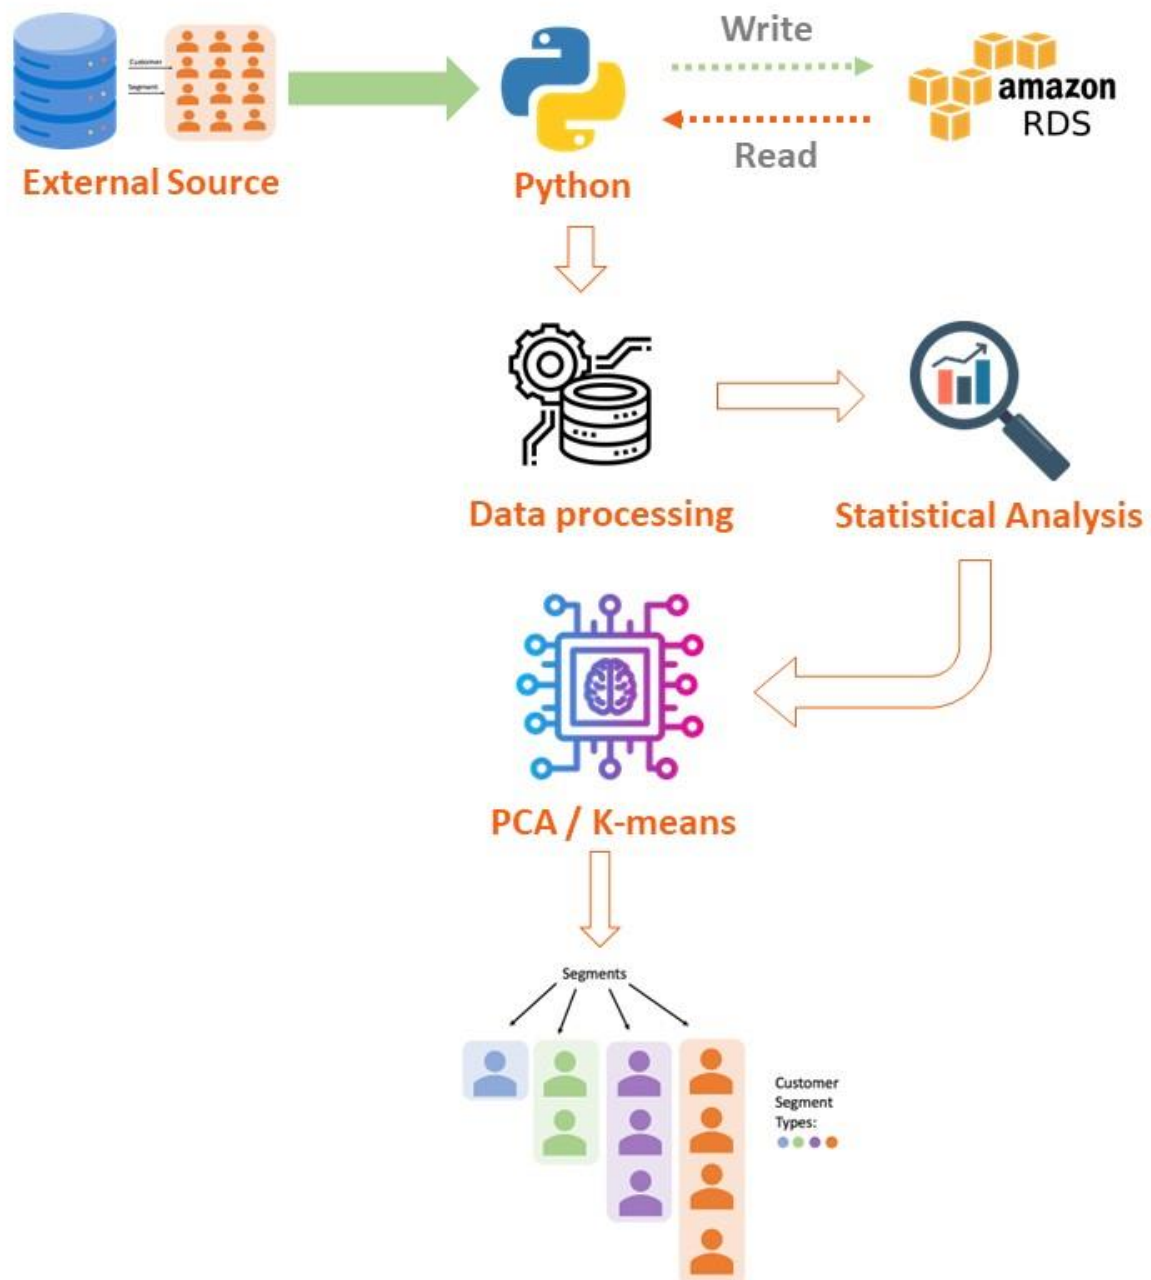 Customer
Segment
External Source
Python
Write
Read
amazon
RDS
Data processing
Statistical Analysis
PCA / K-means
Segments
Customer
Segment
Types: